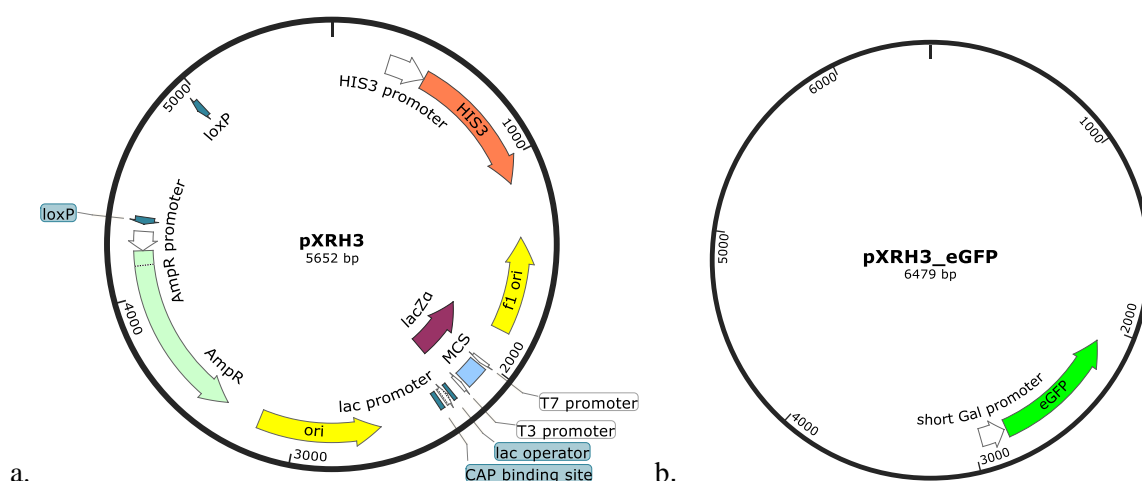 5000
loxP
HIS3 promoter
HIS3
1000
loxP
AmpR promoter
pXRH3
5652 bp
f1 ori
4000
AmpR
lacZα
MCS
2000
lac promoter
T7 promoter
ori
T3 promoter
3000
lac operator
CAP binding site
a.
6000
1000
5000
pXRH3_eGFP
6479 bp
2000
short Gal promoter
eGFP
4000
3000
b.